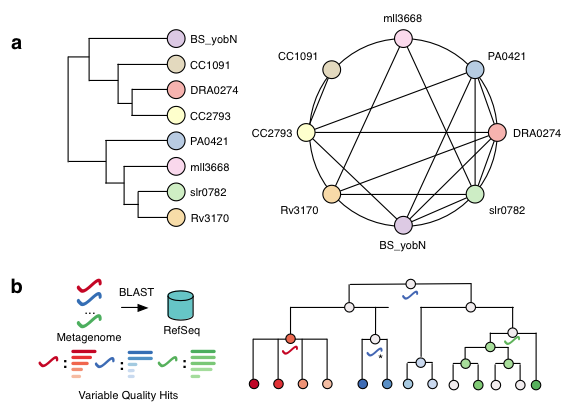 a
BS_yobN
CC1091
DRA0274
CC2793
PA0421
mll3668
slr0782
Rv3170
mll3668
CC1091
PA0421
CC2793
DRA0274
Rv3170
slr0782
BS_yobN
b
BLAST
...
Metagenome
RefSeq
: : :
Variable Quality Hits
*